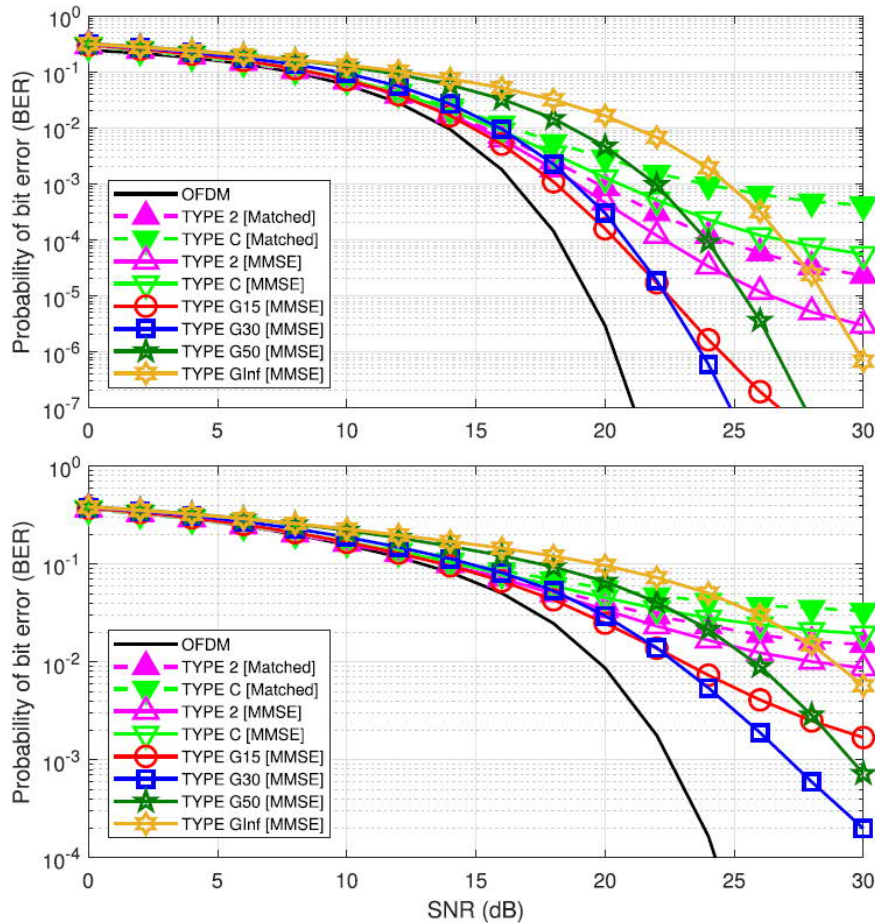 10^0
10^-1
10^-2
10^-3
10^-4
10^-5
10^-6
10^-7
Probability of bit error (BER)
OFDM
TYPE 2 [Matched]
TYPE C [Matched]
TYPE 2 [MMSE]
TYPE C [MMSE]
TYPE G15 [MMSE]
TYPE G30 [MMSE]
TYPE G50 [MMSE]
TYPE GInf [MMSE]
0 5 10 15 20 25 30
10^0
10^-1
10^-2
10^-3
10^-4
Probability of bit error (BER)
OFDM
TYPE 2 [Matched]
TYPE C [Matched]
TYPE 2 [MMSE]
TYPE C [MMSE]
TYPE G15 [MMSE]
TYPE G30 [MMSE]
TYPE G50 [MMSE]
TYPE GInf [MMSE]
0 5 10 15 20 25 30
SNR (dB)